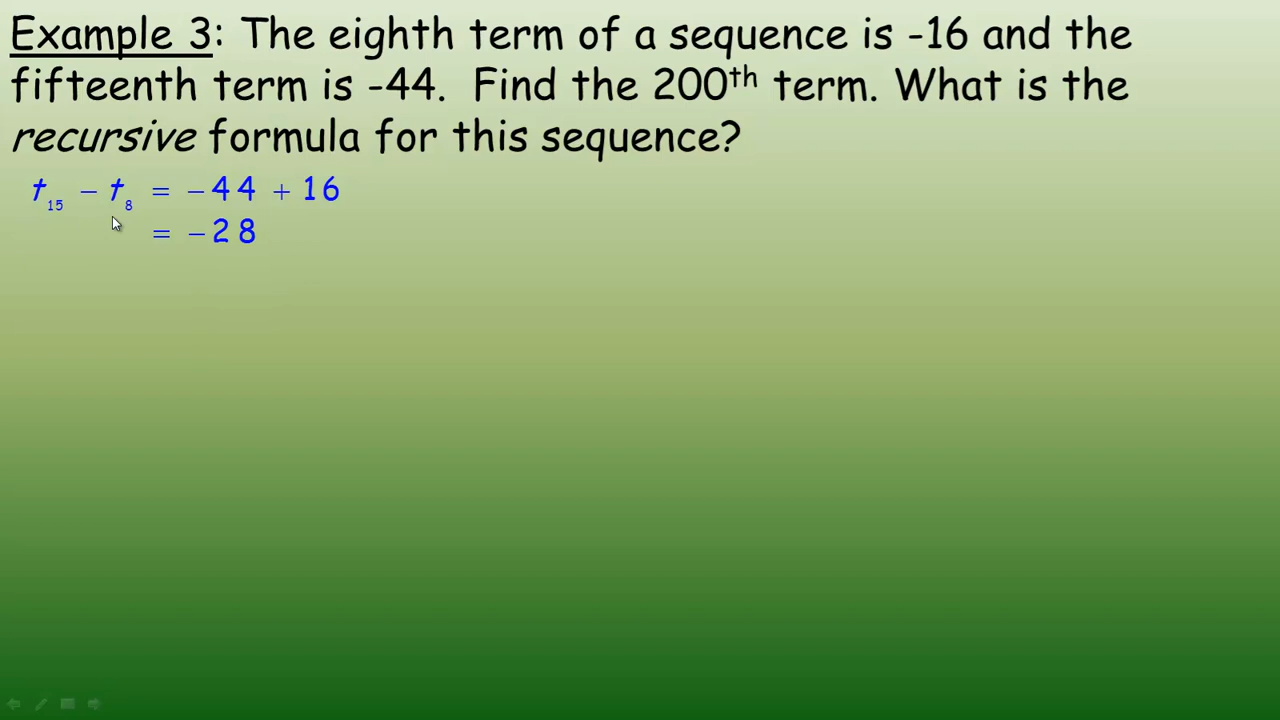 Example 3: The eighth term of a sequence is -16 and the
fifteenth term is -44. Find the 200th term. What is the
recursive formula for this sequence?
t₁₅ − t₈ = −44 + 16
= −28